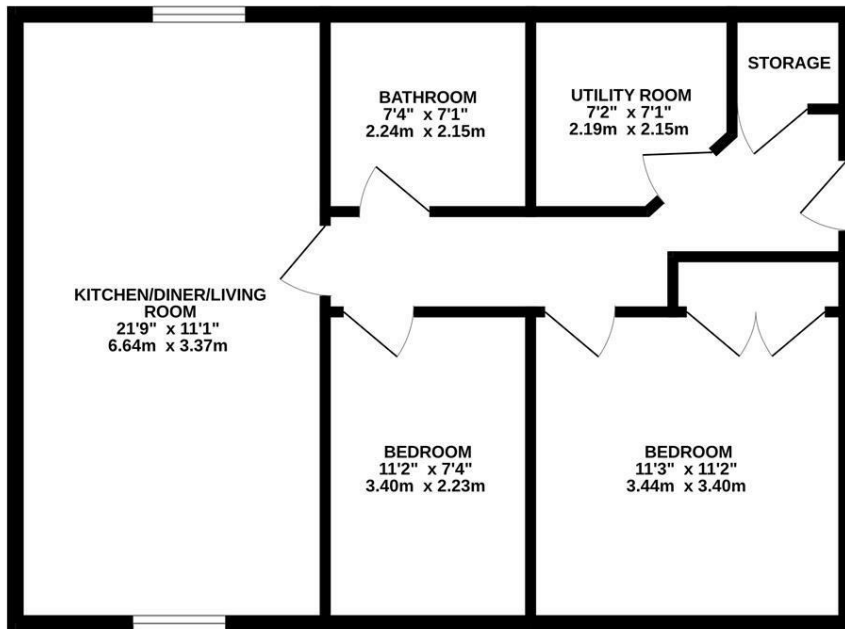 BATHROOM
7'4" x 7'1"
2.24m x 2.15m
UTILITY ROOM
7'2" x 7'1"
2.19m x 2.15m
STORAGE
KITCHEN/DINER/LIVING
ROOM
21'9" x 11'1"
6.64m x 3.37m
BEDROOM
11'2" x 7'4"
3.40m x 2.23m
BEDROOM
11'3" x 11'2"
3.44m x 3.40m